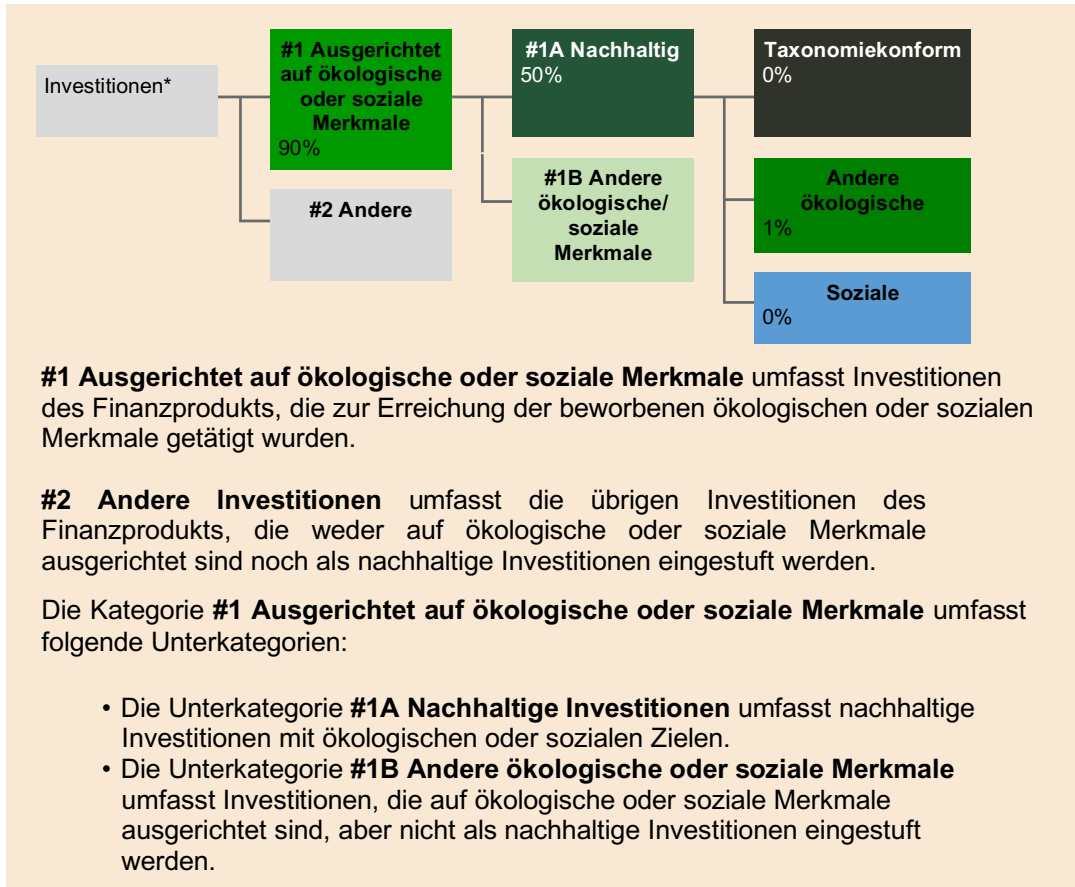 Investitionen*
#1 Ausgerichtet
auf ökologische
oder soziale
Merkmale
90%
#2 Andere
#1A Nachhaltig
50%
#1B Andere
ökologische/
soziale
Merkmale
Taxonomiekonform
0%
Andere
ökologische
1%
Soziale
0%
#1 Ausgerichtet auf ökologische oder soziale Merkmale umfasst Investitionen
des Finanzprodukts, die zur Erreichung der beworbenen ökologischen oder sozialen
Merkmale getätigt wurden.
#2 Andere Investitionen umfasst die übrigen Investitionen des
Finanzprodukts, die weder auf ökologische oder soziale Merkmale
ausgerichtet sind noch als nachhaltige Investitionen eingestuft werden.
Die Kategorie #1 Ausgerichtet auf ökologische oder soziale Merkmale umfasst
folgende Unterkategorien:
• Die Unterkategorie #1A Nachhaltige Investitionen umfasst nachhaltige
Investitionen mit ökologischen oder sozialen Zielen.
• Die Unterkategorie #1B Andere ökologische oder soziale Merkmale
umfasst Investitionen, die auf ökologische oder soziale Merkmale
ausgerichtet sind, aber nicht als nachhaltige Investitionen eingestuft
werden.